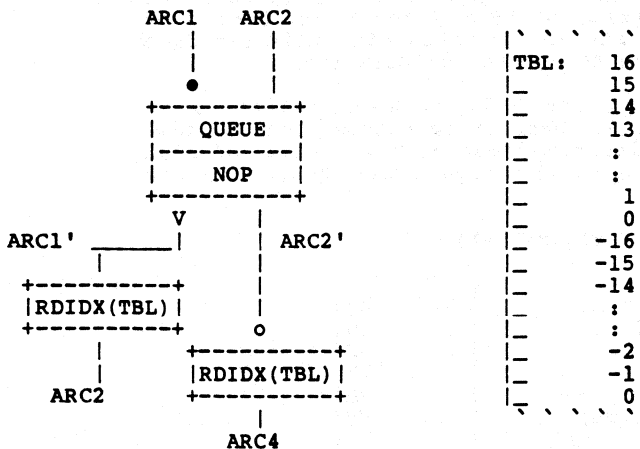 ARC1 ARC2
QUEUE
NOP
V
ARC1' ARC2'
RDIDX(TBL)
RDIDX(TBL)
ARC2
ARC4
TBL: 16
15
14
13
:
:
1
0
-16
-15
-14
:
:
-2
-1
0